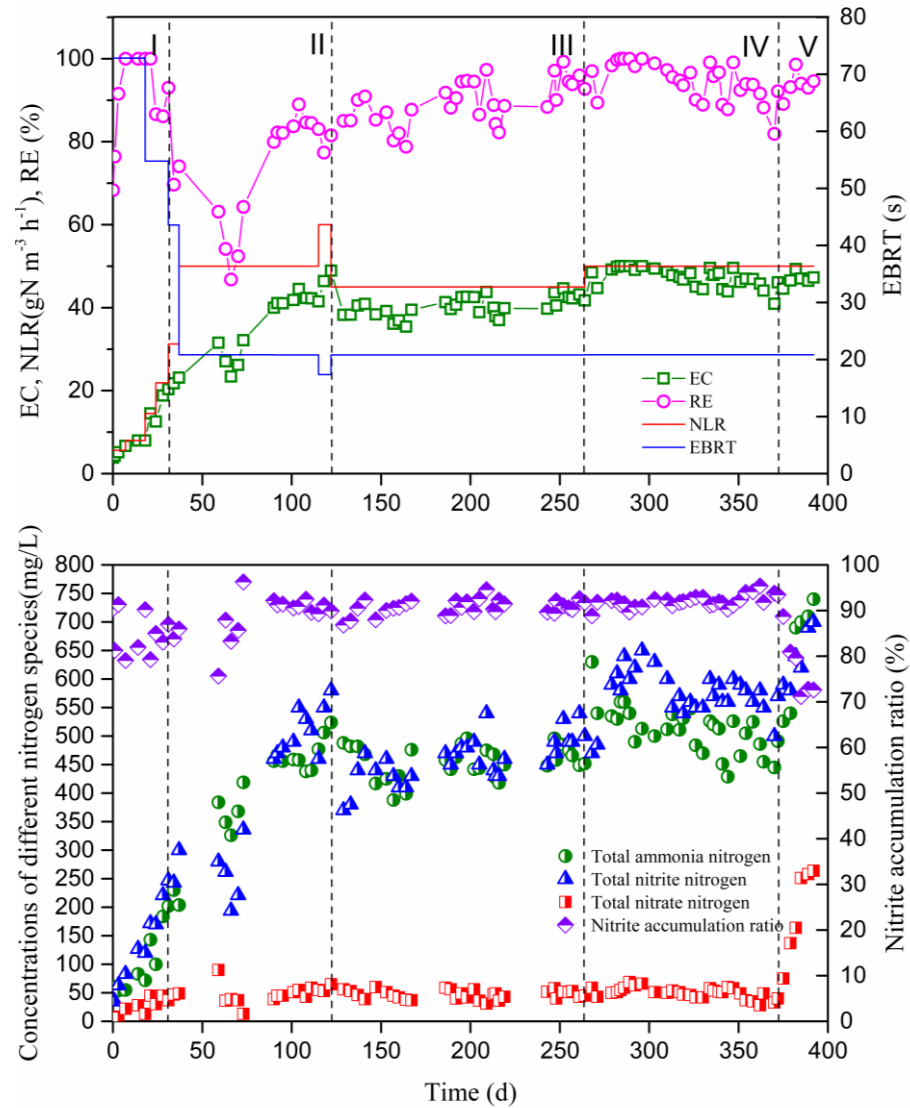 I II III IV V
EC, NLR(gN m⁻³ h⁻¹), RE (%)
120
100
80
60
40
20
0
EBRT (s)
80
70
60
50
40
30
20
10
0
EC
RE
NLR
EBRT
0 50 100 150 200 250 300 350 400
Concentrations of different nitrogen species(mg/L)
800
750
700
650
600
550
500
450
400
350
300
250
200
150
100
50
0
Nitrite accumulation ratio (%)
100
90
80
70
60
50
40
30
20
10
0
Total ammonia nitrogen
Total nitrite nitrogen
Total nitrate nitrogen
Nitrite accumulation ratio
0 50 100 150 200 250 300 350 400
Time (d)